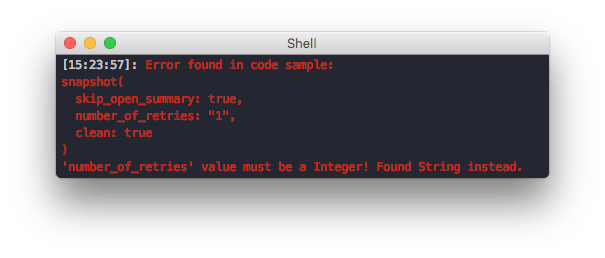 Shell
[15:23:57]: Error found in code sample:
snapshot(
  skip_open_summary: true,
  number_of_retries: "1",
  clean: true
)
'number_of_retries' value must be a Integer! Found String instead.